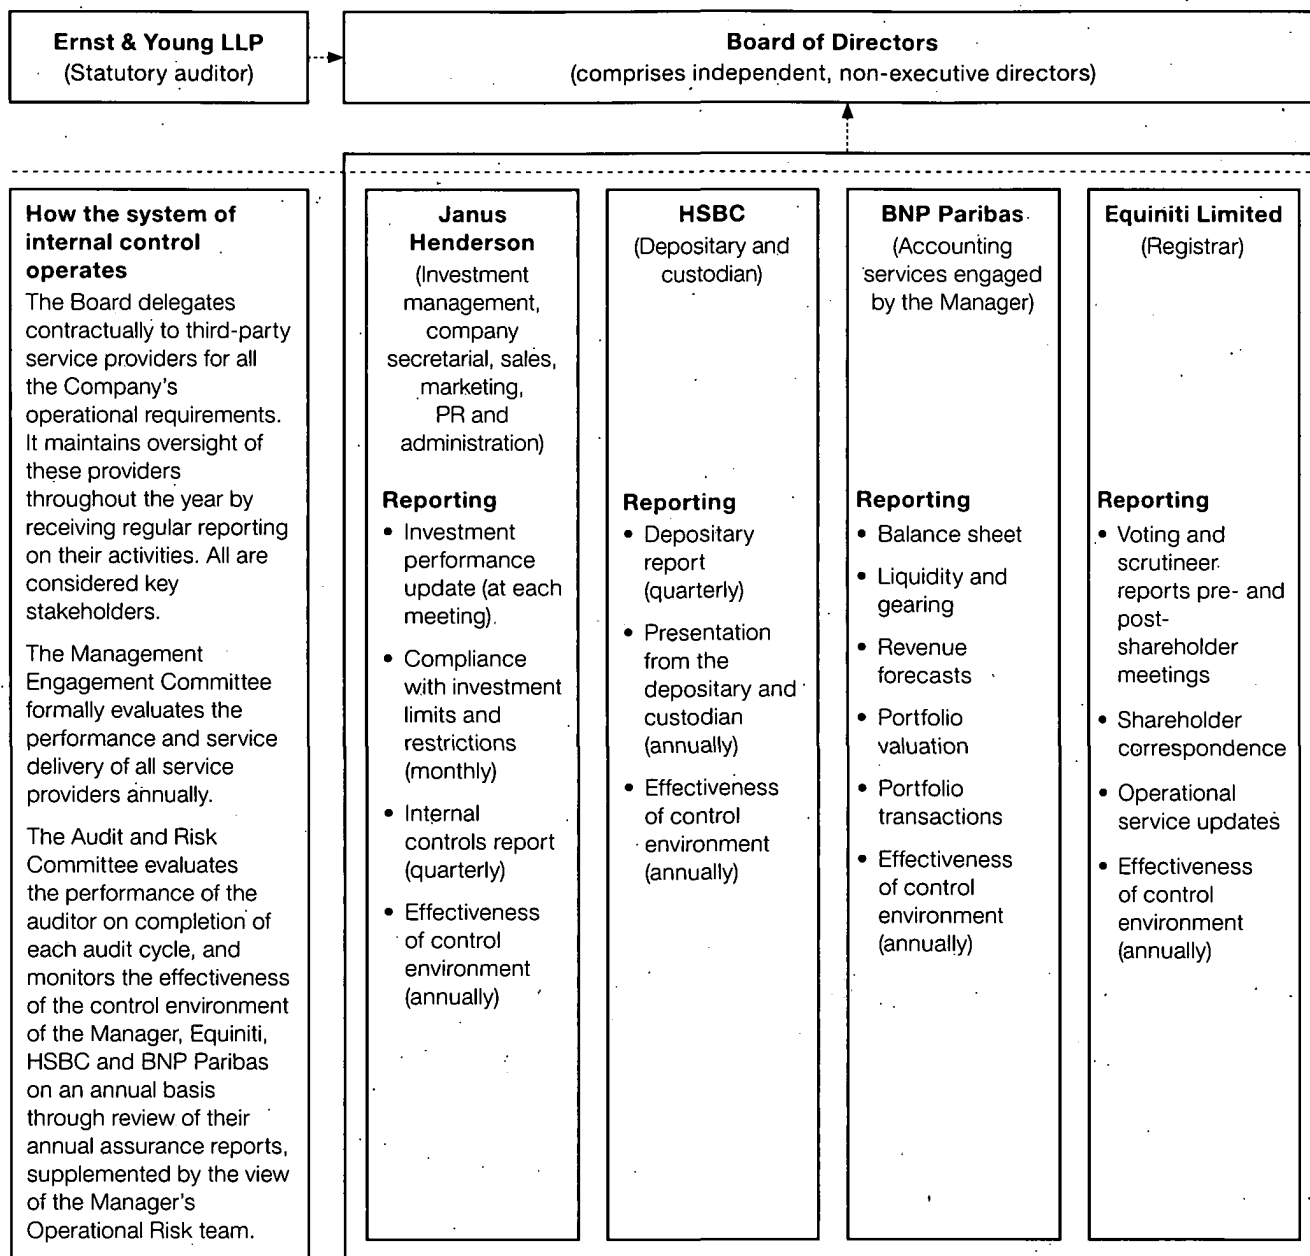 Ernst & Young LLP
(Statutory auditor)
Board of Directors
(comprises independent, non-executive directors)
How the system of
internal control
operates
The Board delegates
contractually to third-party
service providers for all
the Company's
operational requirements.
It maintains oversight of
these providers
throughout the year by
receiving regular reporting
on their activities. All are
considered key
stakeholders.
The Management
Engagement Committee
formally evaluates the
performance and service
delivery of all service
providers annually.
The Audit and Risk
Committee evaluates
the performance of the
auditor on completion of
each audit cycle, and
monitors the effectiveness
of the control environment
of the Manager, Equiniti,
HSBC and BNP Paribas
on an annual basis
through review of their
annual assurance reports,
supplemented by the view
of the Manager's
Operational Risk team.
Janus
Henderson
(Investment
management,
company
secretarial, sales,
marketing,
PR and
administration)
Reporting
• Investment
performance
update (at each
meeting)
• Compliance
with investment
limits and
restrictions
(monthly)
• Internal
controls report
(quarterly)
• Effectiveness
of control
environment
(annually)
HSBC
(Depositary and
custodian)
Reporting
• Depositary
report
(quarterly)
• Presentation
from the
depositary and
custodian
(annually)
• Effectiveness
of control
environment
(annually)
BNP Paribas
(Accounting
services engaged
by the Manager)
Reporting
• Balance sheet
• Liquidity and
gearing
• Revenue
forecasts
• Portfolio
valuation
• Portfolio
transactions
• Effectiveness
of control
environment
(annually)
Equiniti Limited
(Registrar)
Reporting
• Voting and
scrutineer
reports pre- and
post-
shareholder
meetings
• Shareholder
correspondence
• Operational
service updates
• Effectiveness
of control
environment
(annually)